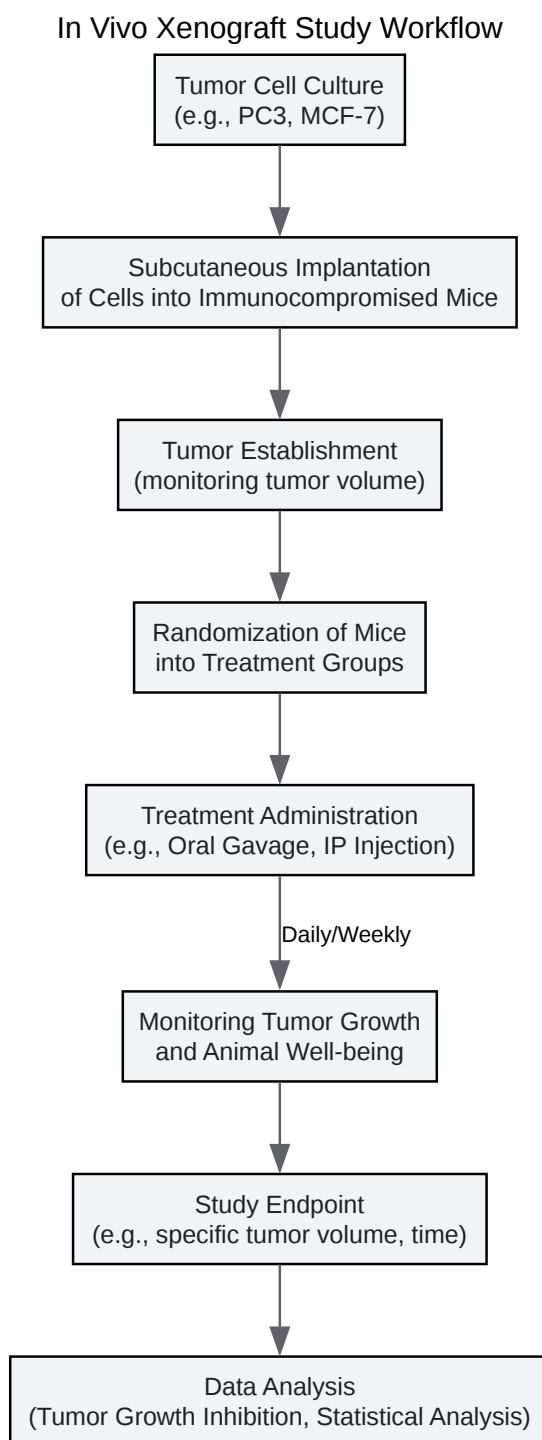 In Vivo Xenograft Study Workflow
Tumor Cell Culture
(e.g., PC3, MCF-7)
Subcutaneous Implantation
of Cells into Immunocompromised Mice
Tumor Establishment
(monitoring tumor volume)
Randomization of Mice
into Treatment Groups
Treatment Administration
(e.g., Oral Gavage, IP Injection)
Daily/Weekly
Monitoring Tumor Growth
and Animal Well-being
Study Endpoint
(e.g., specific tumor volume, time)
Data Analysis
(Tumor Growth Inhibition, Statistical Analysis)